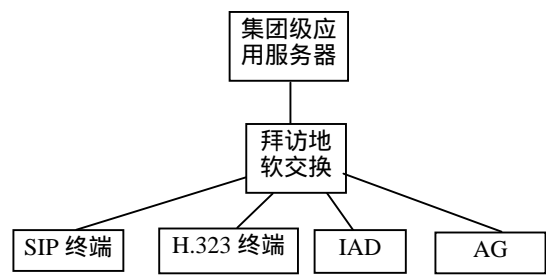 集团级应
用服务器
拜访地
软交换
SIP 终端
H.323 终端
IAD
AG